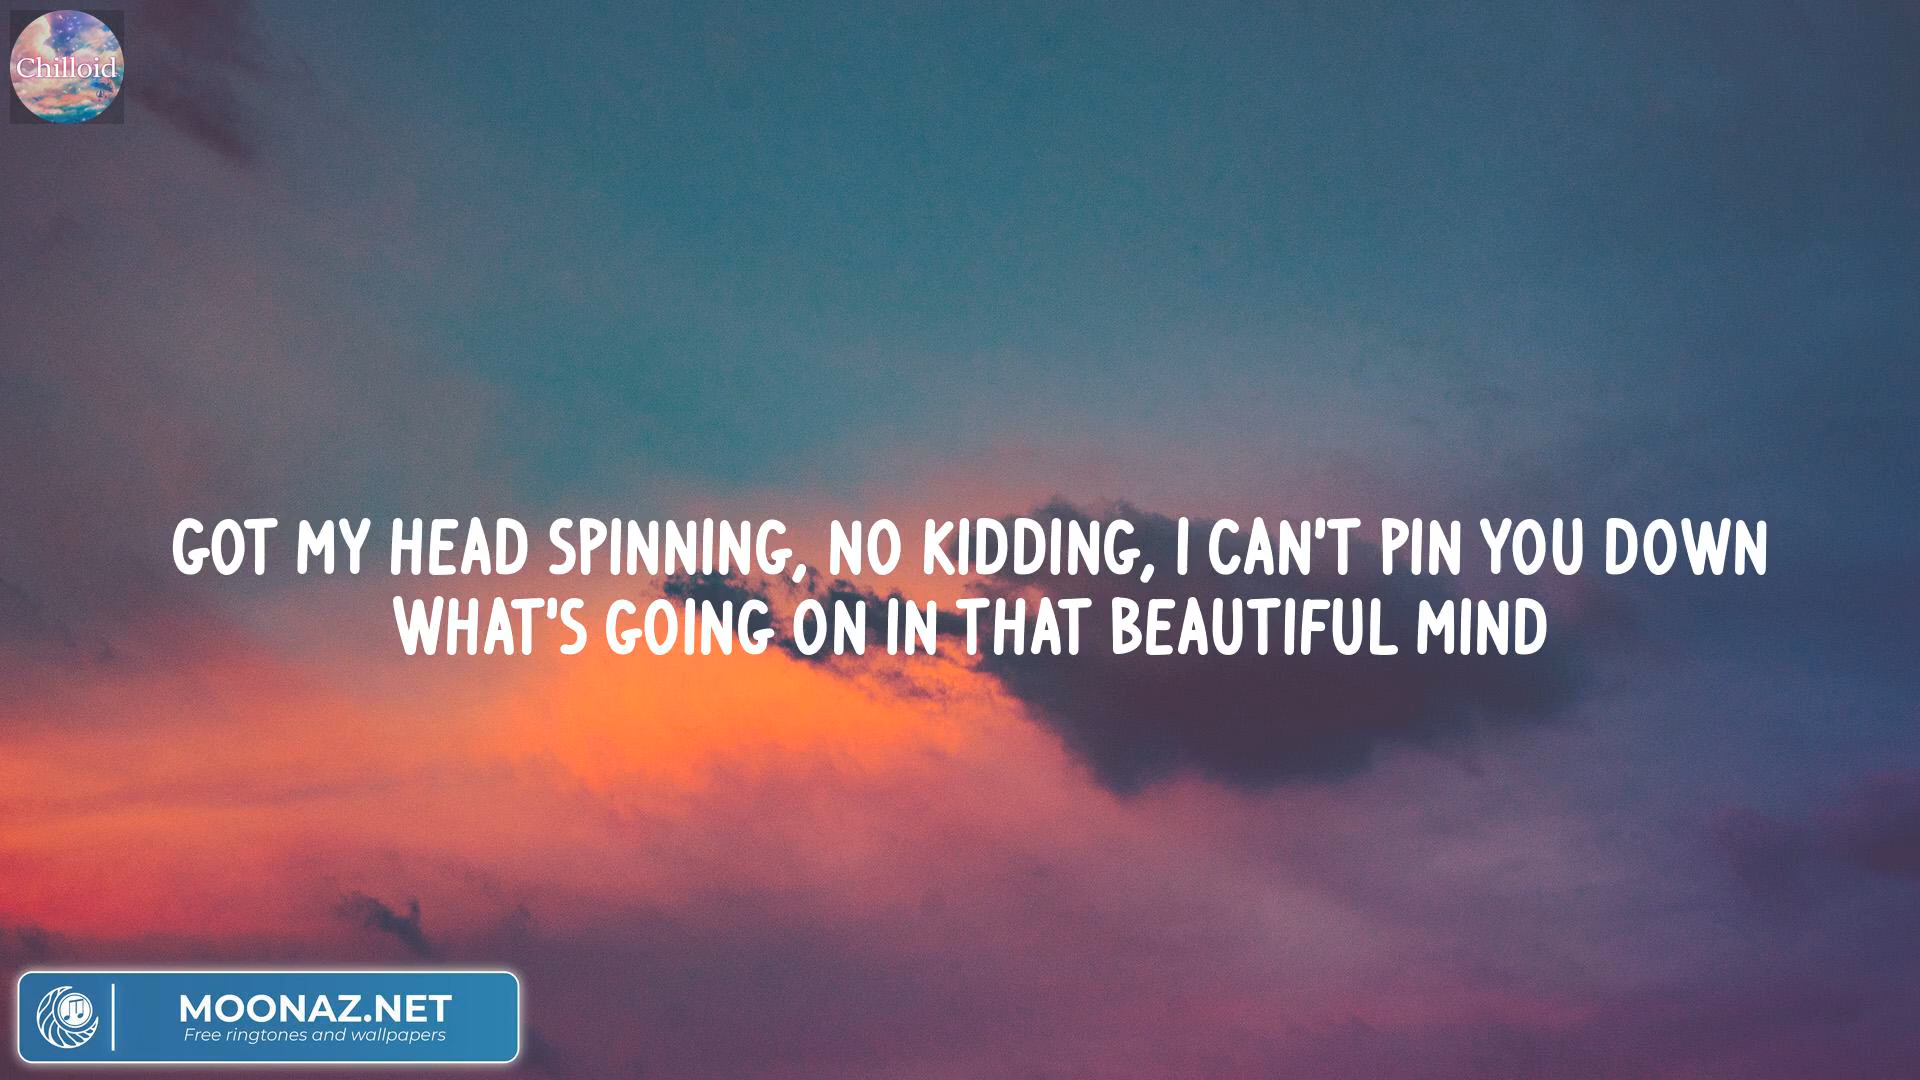 Chilloid
GOT MY HEAD SPINNING, NO KIDDING, I CAN'T PIN YOU DOWN
WHAT'S GOING ON IN THAT BEAUTIFUL MIND
MOONAZ.NET
Free ringtones and wallpapers